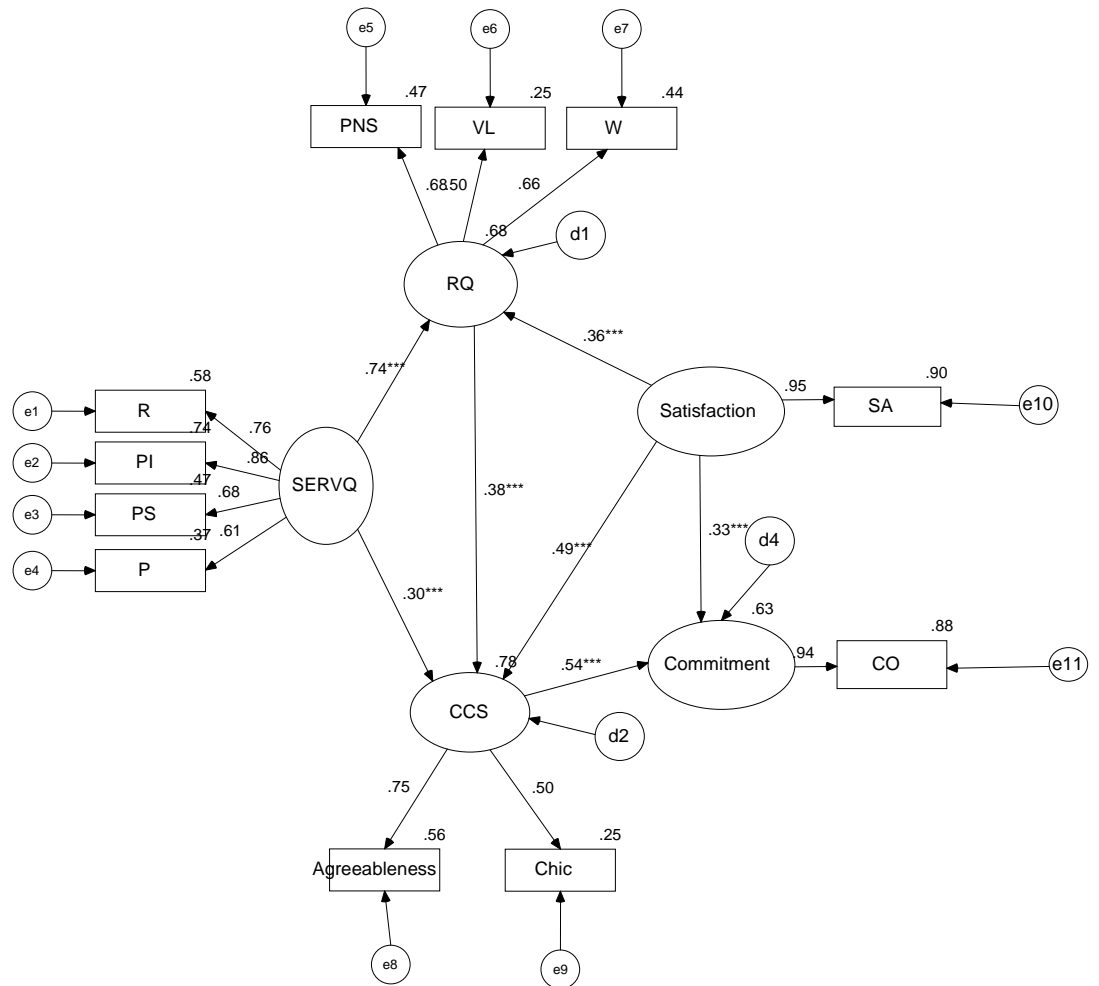 e5
e6
e7
.47
.25
.44
PNS
VL
W
.68
.50
.66
.68
d1
RQ
.36***
.74***
.58
.95
.90
R
Satisfaction
SA
e10
e1
.76
.74
PI
.86
e2
.47
SERVQ
.68
.38***
PS
e3
.37
.61
.33***
d4
.49***
P
e4
.30***
.63
.88
.78
.54***
Commitment
.94
CO
e11
CCS
d2
.75
.50
.56
.25
Agreeableness
Chic
e8
e9